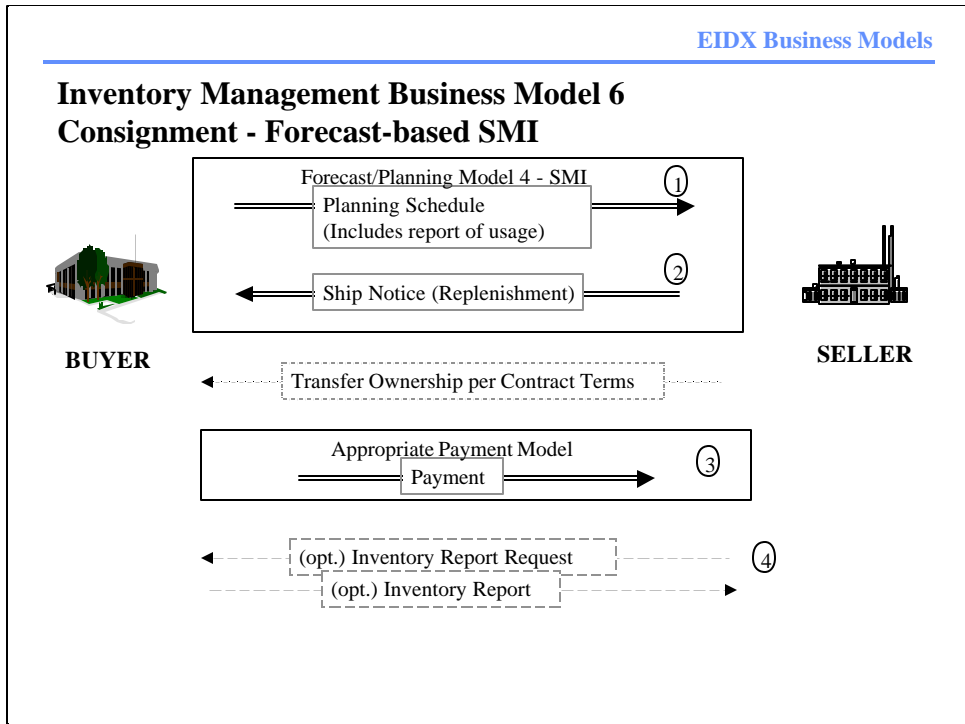 EIDX Business Models
Inventory Management Business Model 6
Consignment - Forecast-based SMI
Forecast/Planning Model 4 - SMI
1
Planning Schedule
(Includes report of usage)
2
Ship Notice (Replenishment)
BUYER
SELLER
Transfer Ownership per Contract Terms
Appropriate Payment Model
3
Payment
(opt.) Inventory Report Request
4
(opt.) Inventory Report